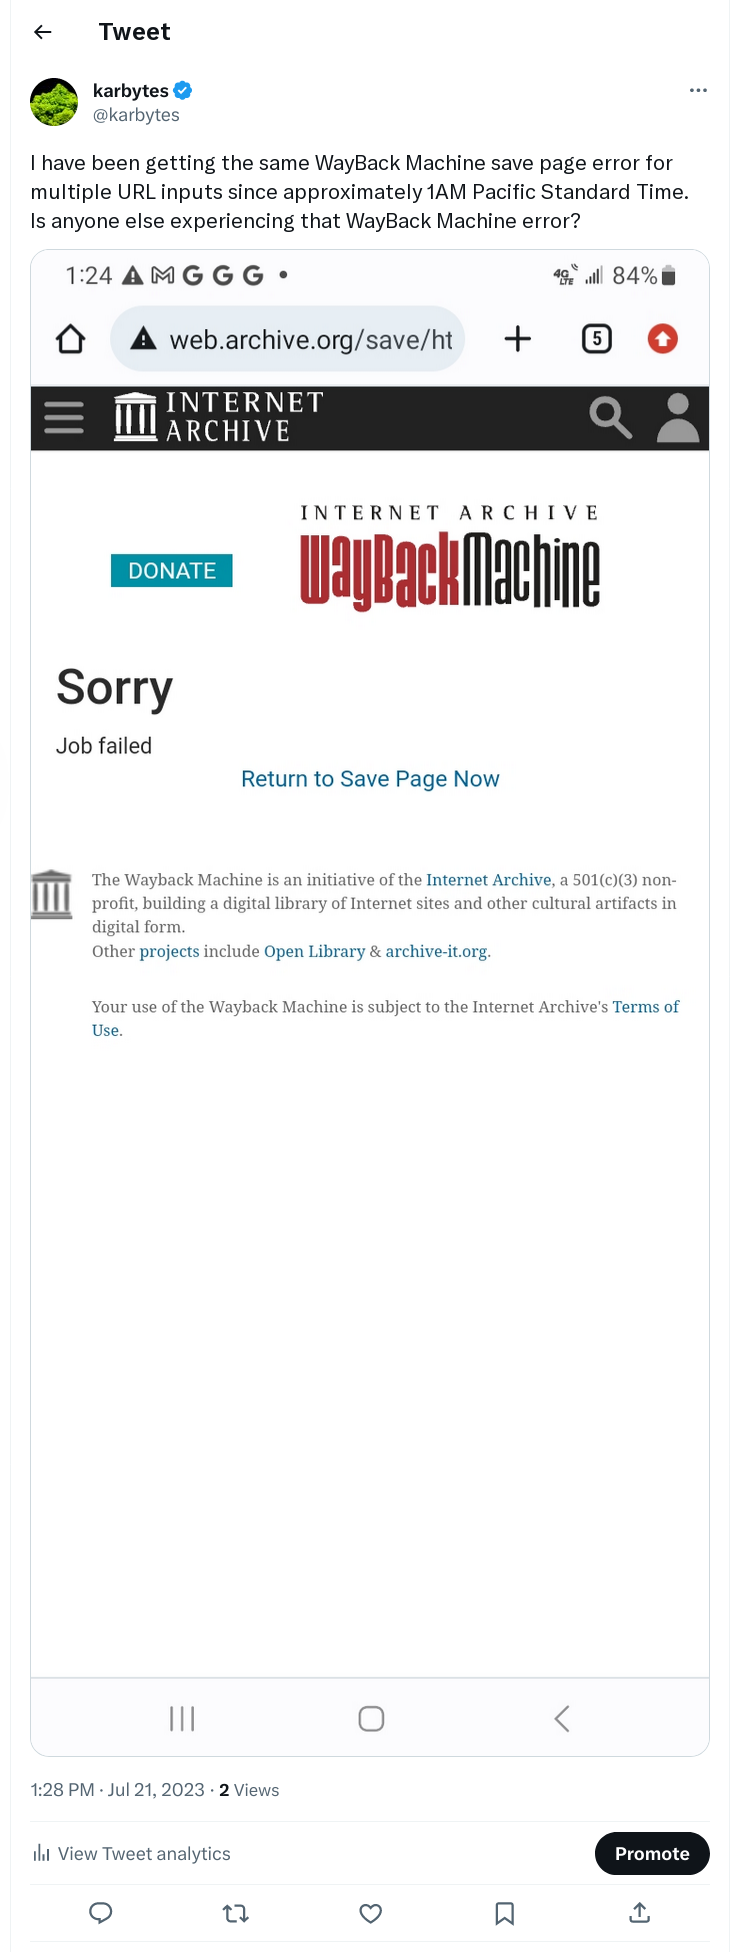 Tweet
karbytes
@karbytes
I have been getting the same WayBack Machine save page error for
multiple URL inputs since approximately 1AM Pacific Standard Time.
Is anyone else experiencing that WayBack Machine error?
1:24 G G G • 4G LTE 84%
web.archive.org/save/ht 5
INTERNET
ARCHIVE
INTERNET ARCHIVE
DONATE
WayBackMachine
Sorry
Job failed
Return to Save Page Now
The Wayback Machine is an initiative of the Internet Archive, a 501(c)(3) non-
profit, building a digital library of Internet sites and other cultural artifacts in
digital form.
Other projects include Open Library & archive-it.org.
Your use of the Wayback Machine is subject to the Internet Archive's Terms of
Use.
1:28 PM · Jul 21, 2023 · 2 Views
View Tweet analytics
Promote